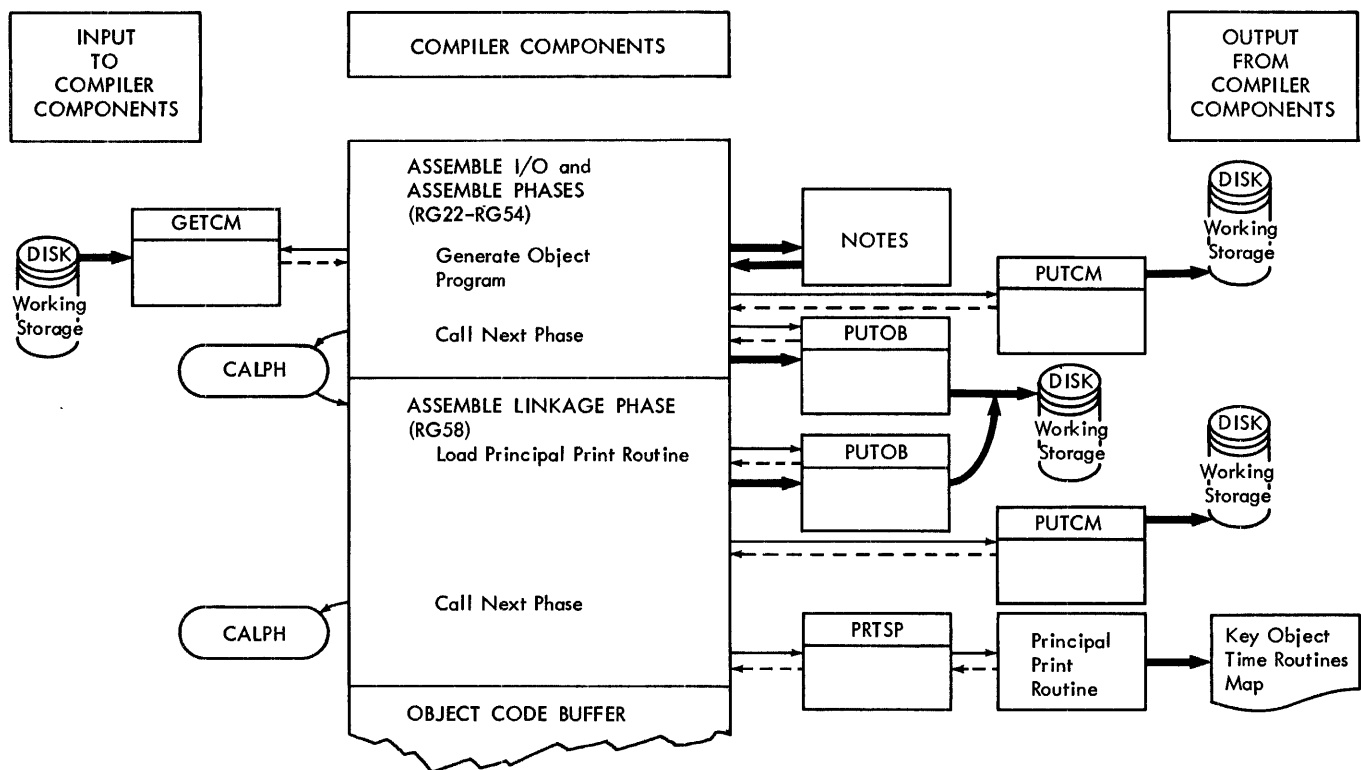 INPUT
TO
COMPILER
COMPONENTS
COMPILER COMPONENTS
OUTPUT
FROM
COMPILER
COMPONENTS
ASSEMBLE I/O and
ASSEMBLE PHASES
(RG22-RG54)
Generate Object
Program
Call Next Phase
GETCM
DISK
Working
Storage
CALPH
NOTES
PUTCM
DISK
Working
Storage
PUTOB
DISK
Working
Storage
ASSEMBLE LINKAGE PHASE
(RG58)
Load Principal Print Routine
PUTOB
DISK
Working
Storage
PUTCM
Call Next Phase
CALPH
PRTSP
Principal
Print
Routine
Key Object
Time Routines
Map
OBJECT CODE BUFFER